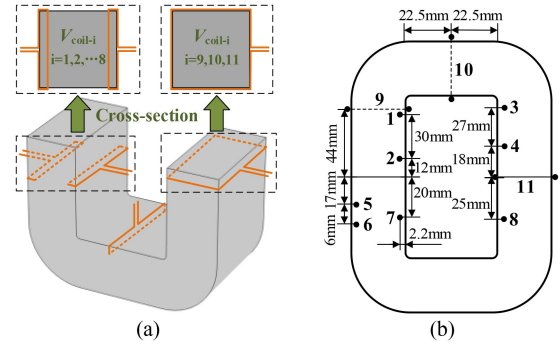 V_coil-i
i=1,2,···8
V_coil-i
i=9,10,11
Cross-section
(a)
22.5mm
22.5mm
10
9
1
3
27mm
30mm
44mm
4
2
12mm
18mm
11
17mm
20mm
25mm
5
6mm
6
7
8
2.2mm
(b)